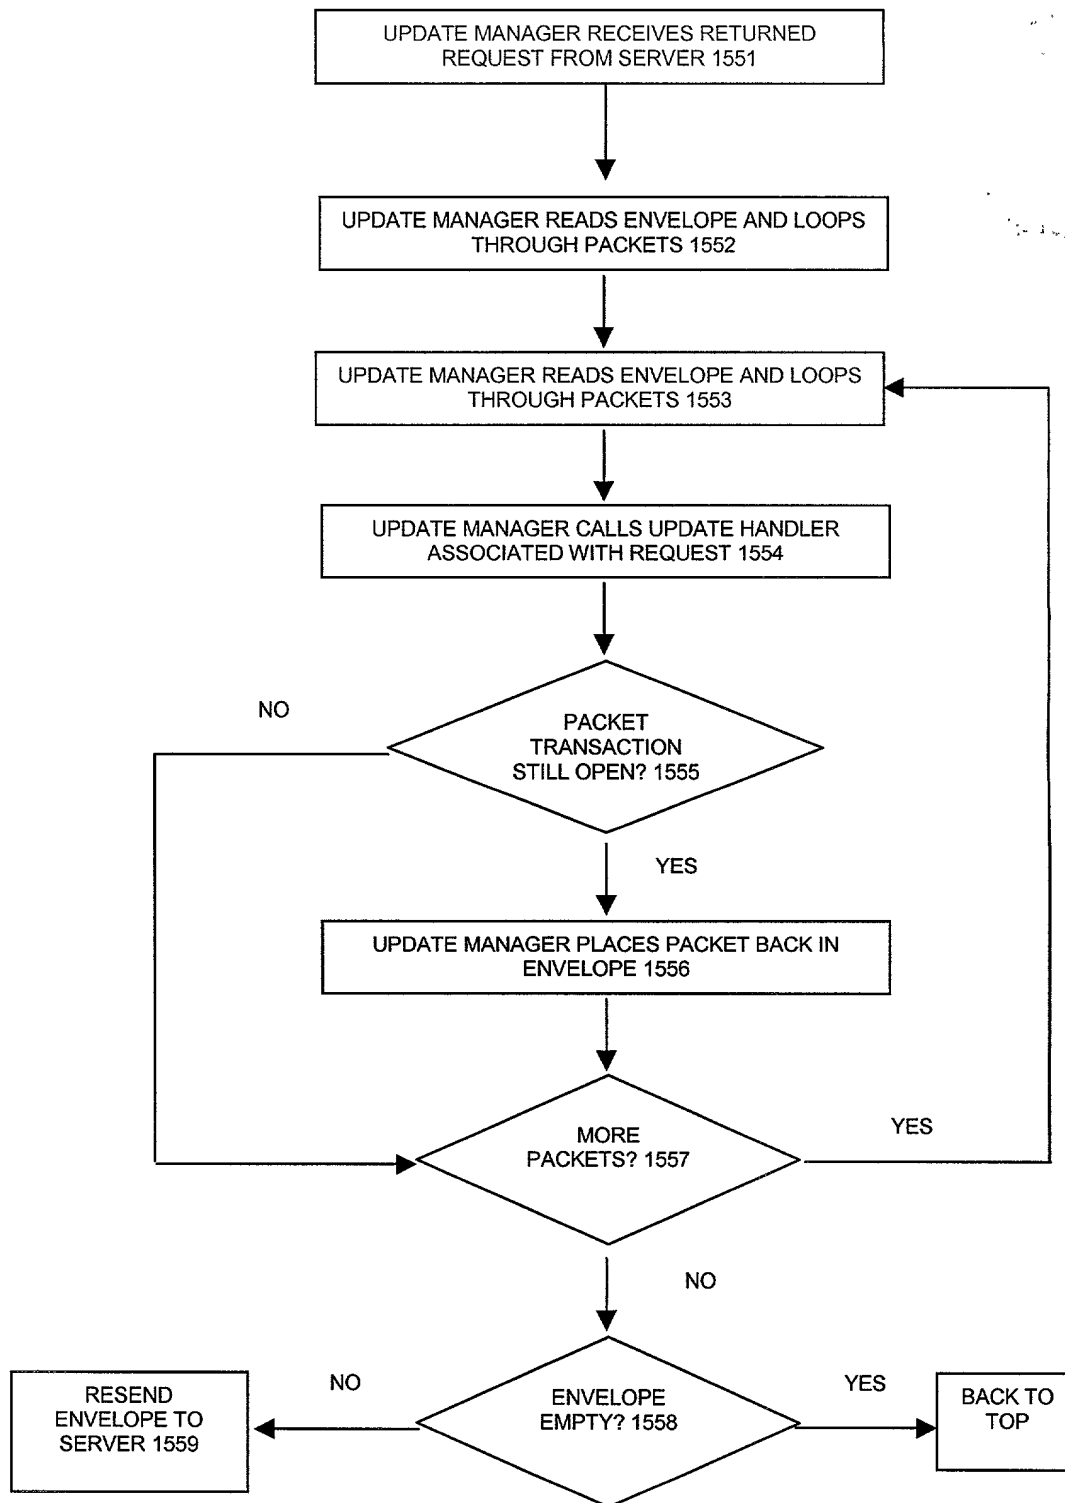 UPDATE MANAGER RECEIVES RETURNED
REQUEST FROM SERVER 1551
UPDATE MANAGER READS ENVELOPE AND LOOPS
THROUGH PACKETS 1552
UPDATE MANAGER READS ENVELOPE AND LOOPS
THROUGH PACKETS 1553
UPDATE MANAGER CALLS UPDATE HANDLER
ASSOCIATED WITH REQUEST 1554
NO
PACKET
TRANSACTION
STILL OPEN? 1555
YES
UPDATE MANAGER PLACES PACKET BACK IN
ENVELOPE 1556
MORE
PACKETS? 1557
YES
NO
RESEND
ENVELOPE TO
SERVER 1559
NO
ENVELOPE
EMPTY? 1558
YES
BACK TO
TOP